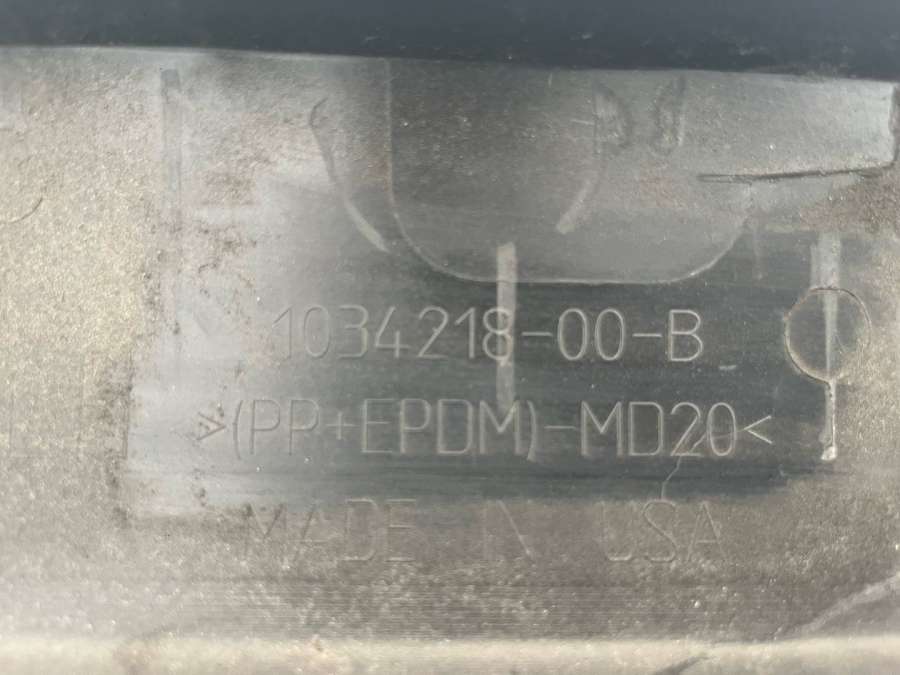 1034218-00-B
>(PP+EPDM)-MD20<
MADE IN USA